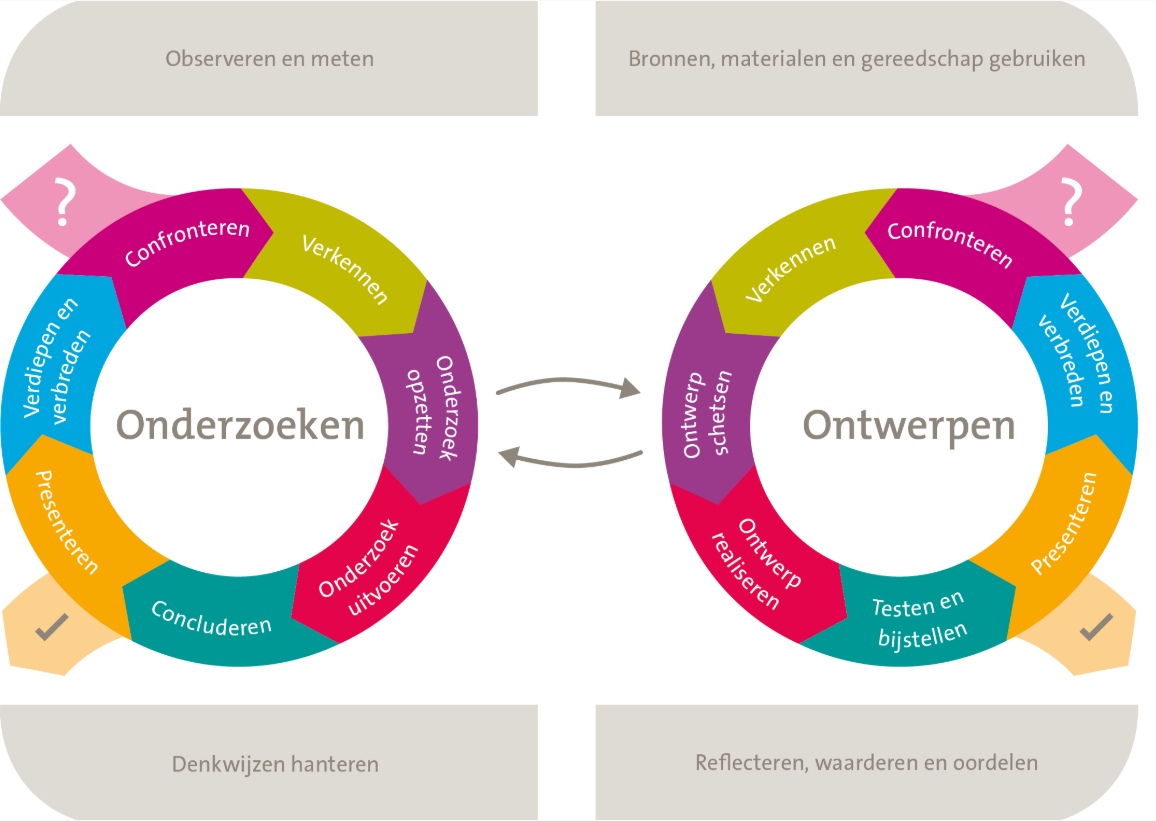 Observeren en meten
Bronnen, materialen en gereedschap gebruiken
?
Confronteren
Verkennen
Onderzoek
opzetten
Onderzoek
uitvoeren
Concluderen
Presenteren
Verdiepen en
verbreden
Onderzoeken
?
Confronteren
Verkennen
Ontwerp
schetsen
Ontwerp
realiseren
Testen en
bijstellen
Presenteren
Verdiepen en
verbreden
Ontwerpen
Denkwijzen hanteren
Reflecteren, waarderen en oordelen